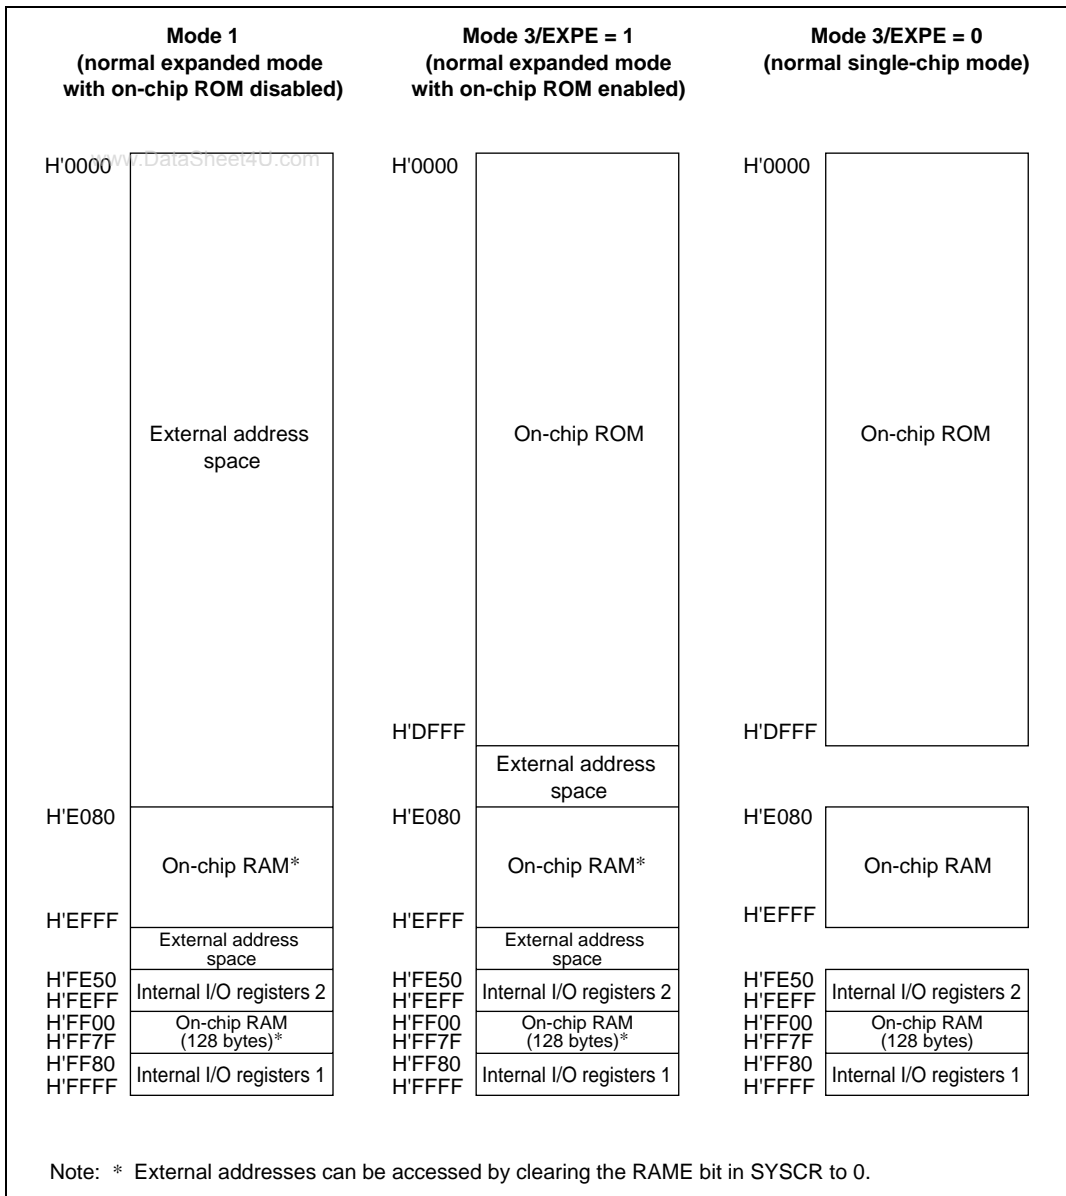 Mode 1
(normal expanded mode
with on-chip ROM disabled)
Mode 3/EXPE = 1
(normal expanded mode
with on-chip ROM enabled)
Mode 3/EXPE = 0
(normal single-chip mode)
www.DataSheet4U.com
H'0000
External address
space
H'E080
On-chip RAM*
H'EFFF
External address
space
H'FE50
H'FEFF
Internal I/O registers 2
H'FF00
H'FF7F
On-chip RAM
(128 bytes)*
H'FF80
H'FFFF
Internal I/O registers 1
H'0000
On-chip ROM
H'DFFF
External address
space
H'E080
On-chip RAM*
H'EFFF
External address
space
H'FE50
H'FEFF
Internal I/O registers 2
H'FF00
H'FF7F
On-chip RAM
(128 bytes)*
H'FF80
H'FFFF
Internal I/O registers 1
H'0000
On-chip ROM
H'DFFF
H'E080
On-chip RAM
H'EFFF
H'FE50
H'FEFF
Internal I/O registers 2
H'FF00
H'FF7F
On-chip RAM
(128 bytes)
H'FF80
H'FFFF
Internal I/O registers 1
Note: * External addresses can be accessed by clearing the RAME bit in SYSCR to 0.